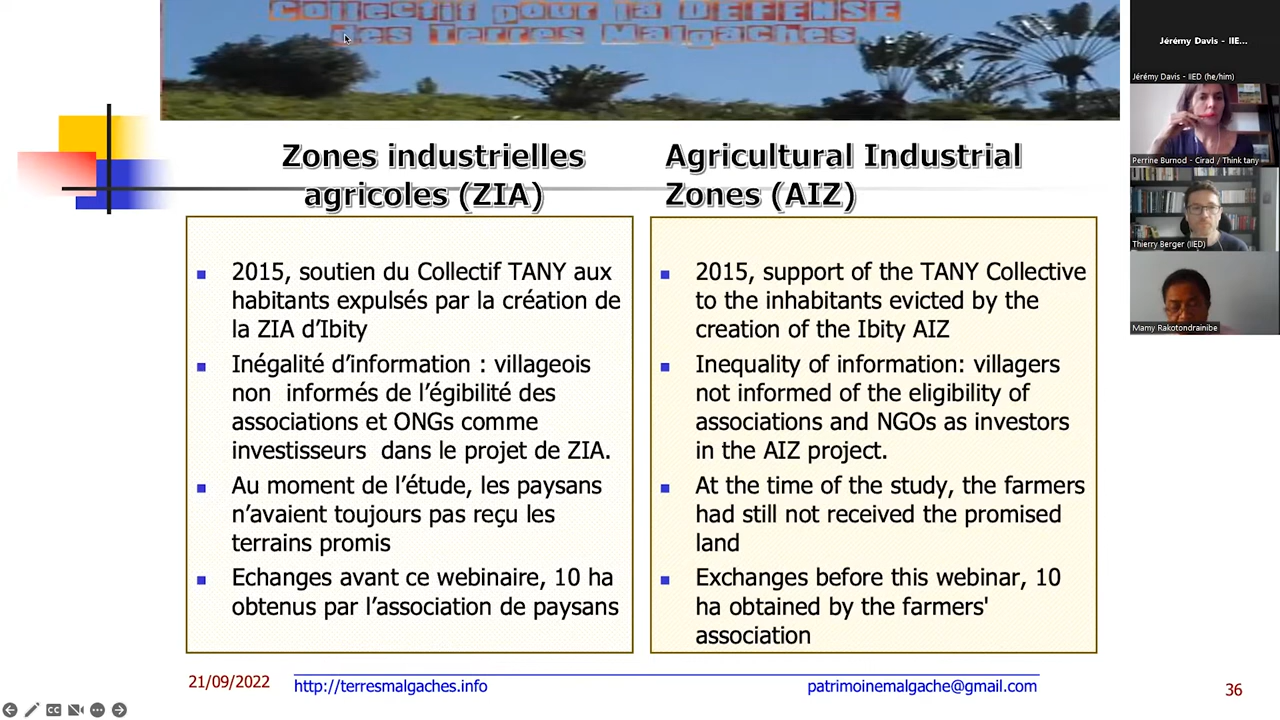 Collectif pour la DEFENSE
des Terres Malgaches
Zones industrielles
agricoles (ZIA)
2015, soutien du Collectif TANY aux
habitants expulsés par la création de
la ZIA d’Ibity
Inégalité d’information : villageois
non informés de l’égibilité des
associations et ONGs comme
investisseurs dans le projet de ZIA.
Au moment de l’étude, les paysans
n’avaient toujours pas reçu les
terrains promis
Echanges avant ce webinaire, 10 ha
obtenus par l’association de paysans
Agricultural Industrial
Zones (AIZ)
2015, support of the TANY Collective
to the inhabitants evicted by the
creation of the Ibity AIZ
Inequality of information: villagers
not informed of the eligibility of
associations and NGOs as investors
in the AIZ project.
At the time of the study, the farmers
had still not received the promised
land
Exchanges before this webinar, 10
ha obtained by the farmers'
association
21/09/2022
http://terresmalgaches.info
patrimoinemalgache@gmail.com
36
CC
Jérémy Davis - IIE...
Jérémy Davis - IIED (he/him)
Perrine Burnod - Cirad / Think tany
Thierry Berger (IIED)
Mamy Rakotondrainibe